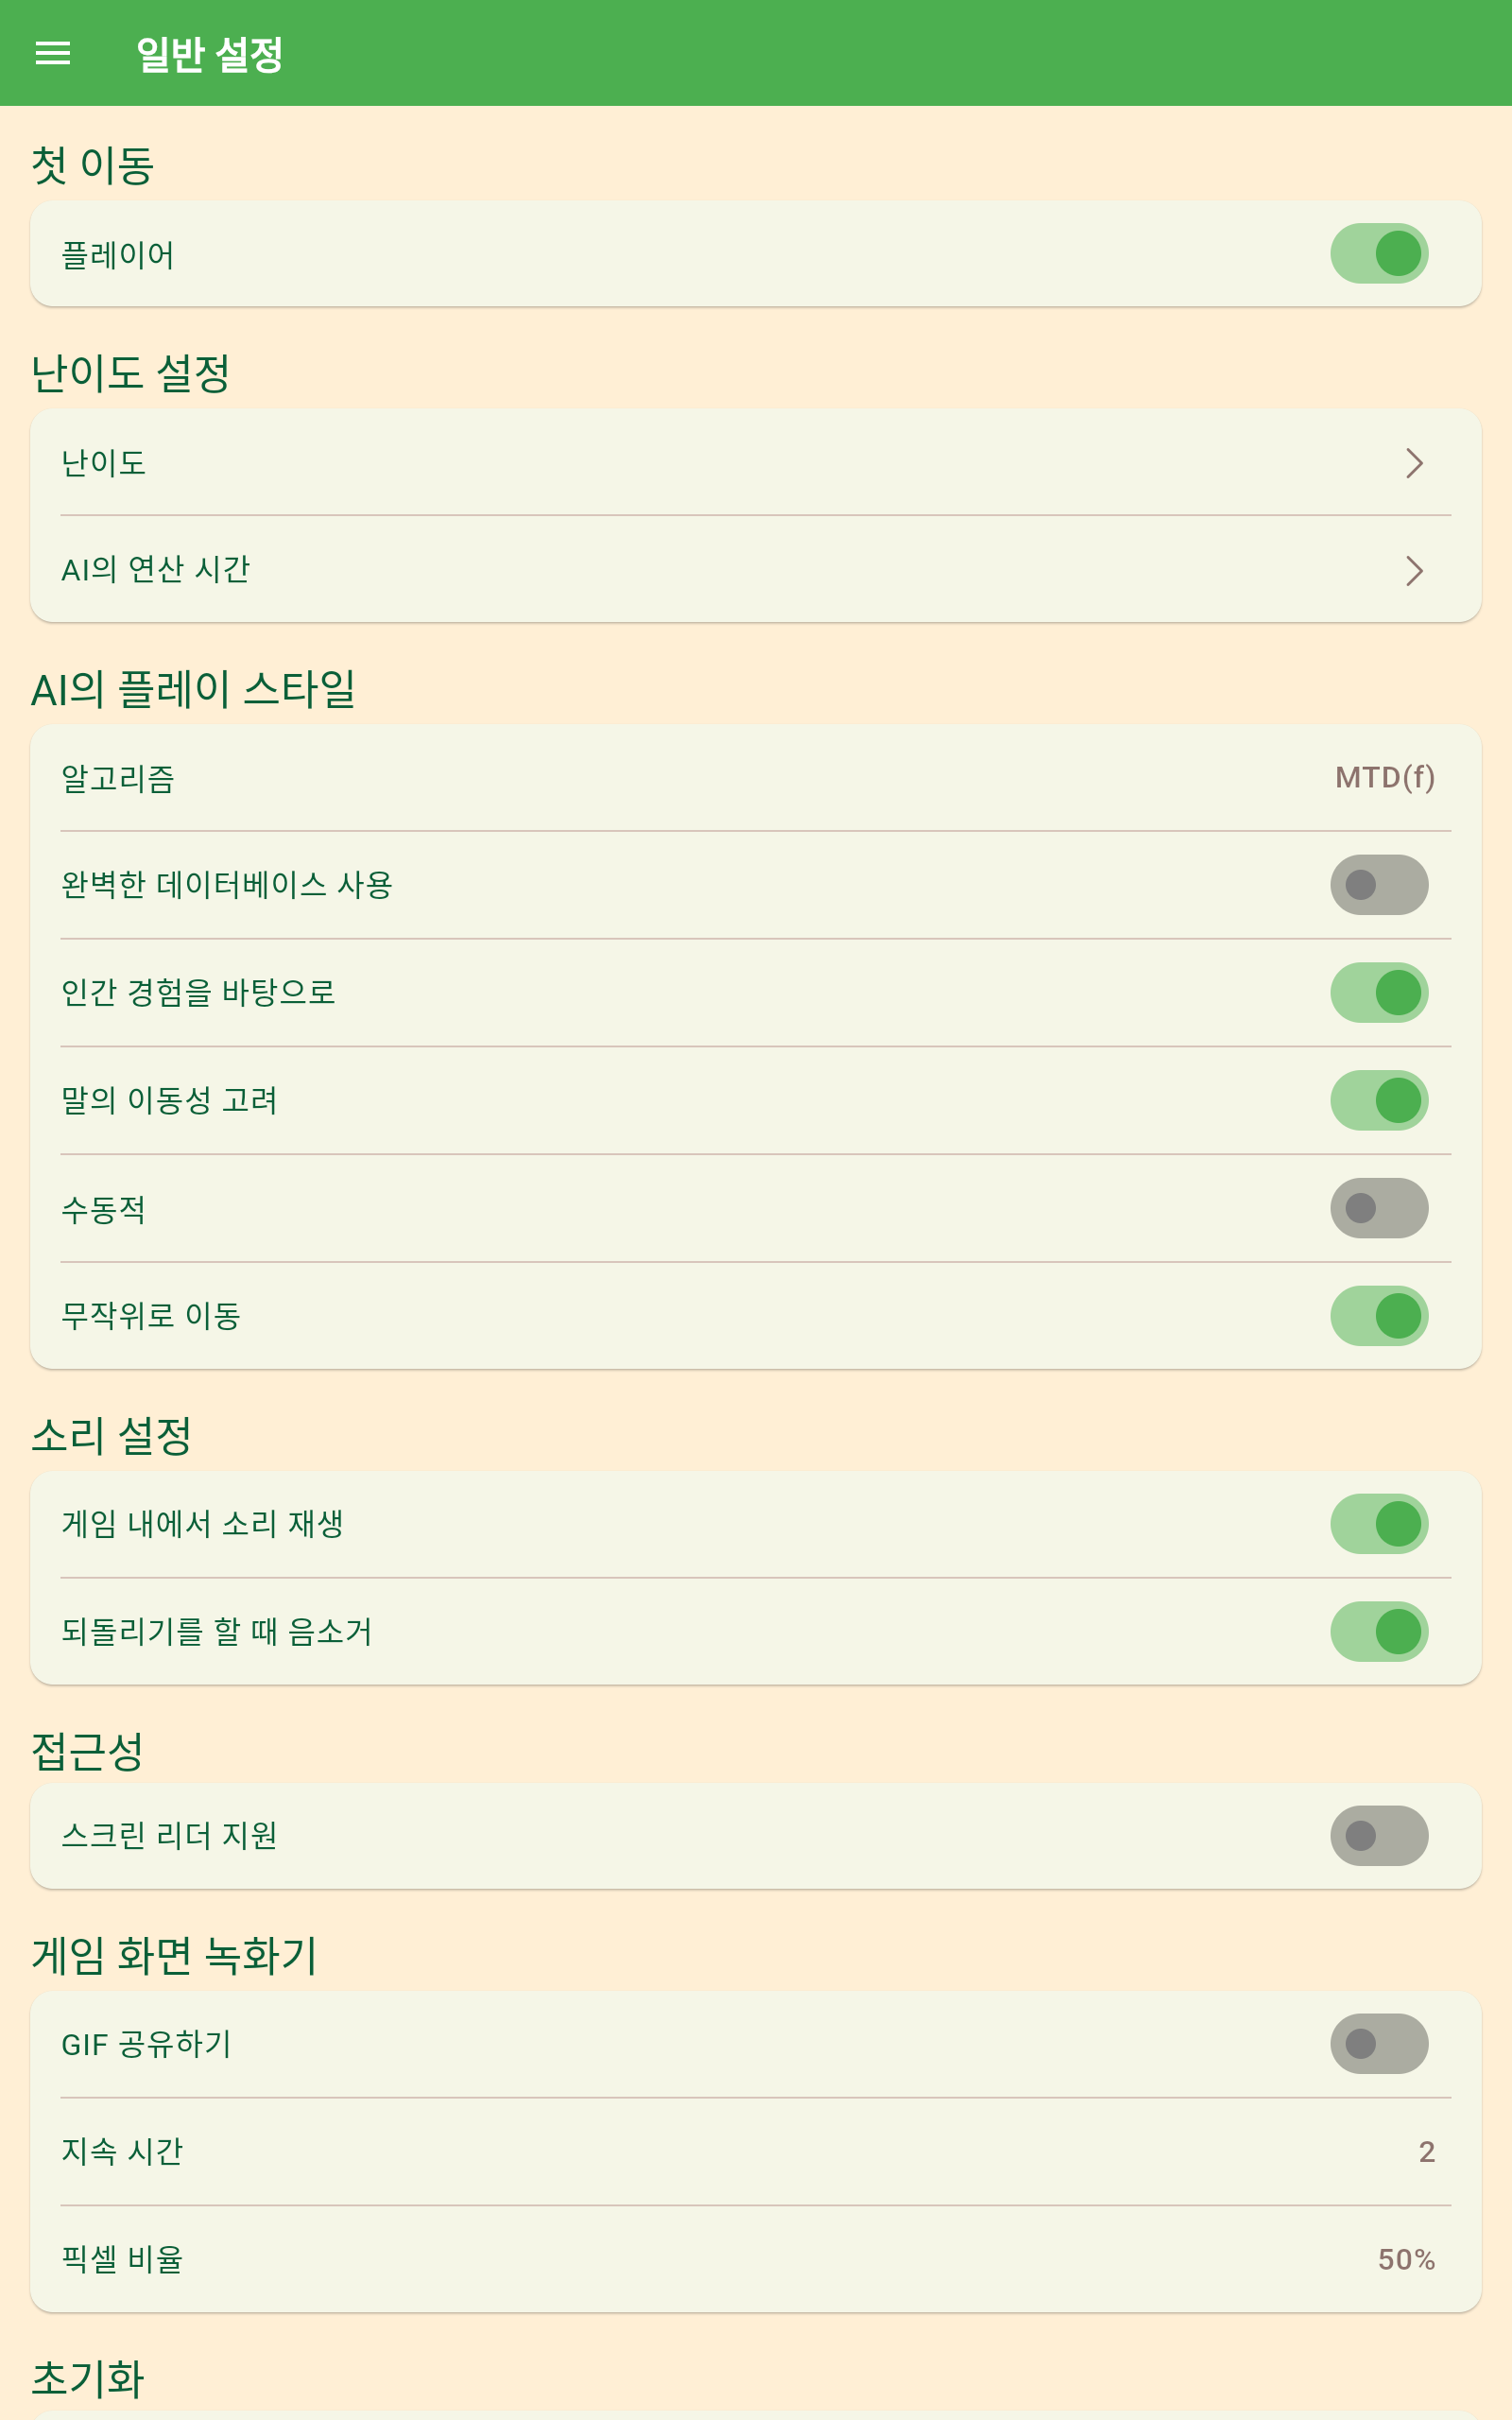 일반 설정
첫 이동
플레이어
난이도 설정
난이도
AI의 연산 시간
AI의 플레이 스타일
알고리즘 MTD(f)
완벽한 데이터베이스 사용
인간 경험을 바탕으로
말의 이동성 고려
수동적
무작위로 이동
소리 설정
게임 내에서 소리 재생
되돌리기를 할 때 음소거
접근성
스크린 리더 지원
게임 화면 녹화기
GIF 공유하기
지속 시간 2
픽셀 비율 50%
초기화